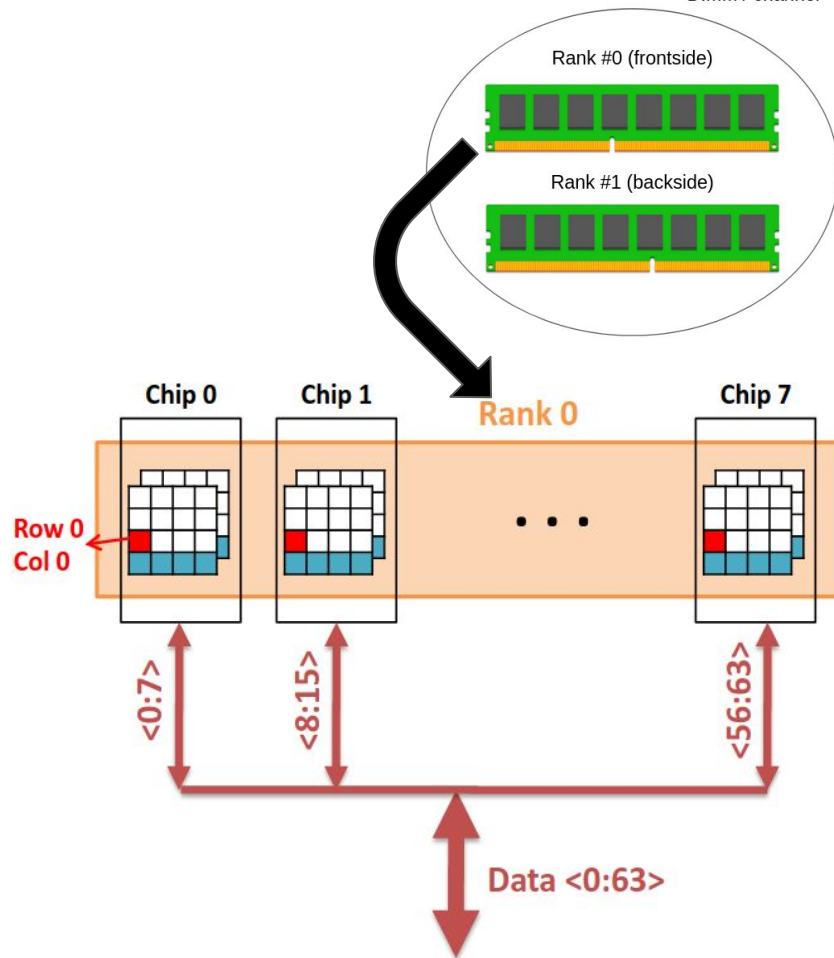 Rank #0 (frontside)
Rank #1 (backside)
Chip 0
Chip 1
Chip 7
Rank 0
Row 0
Col 0
. . .
<0:7>
<8:15>
<56:63>
Data <0:63>